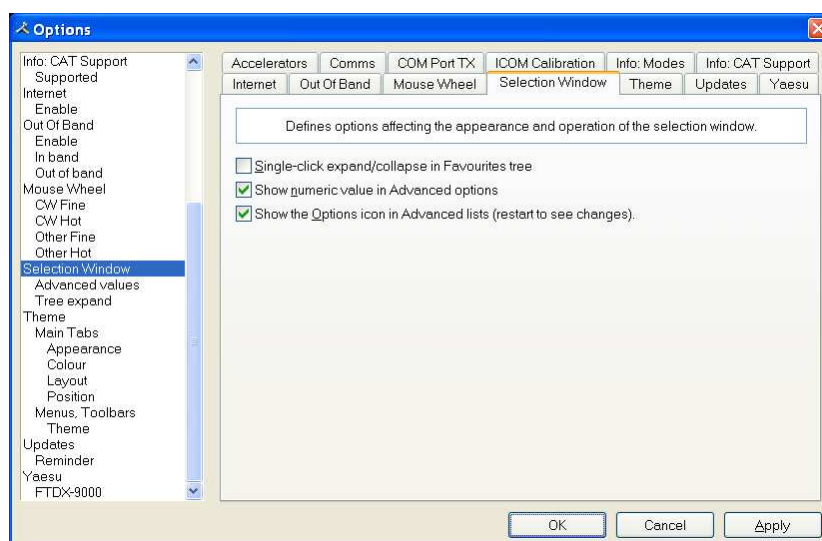 Options
Info: CAT Support
Supported
Internet
Enable
Out Of Band
Enable
In band
Out of band
Mouse Wheel
CW Fine
CW Hot
Other Fine
Other Hot
Selection Window
Advanced values
Tree expand
Theme
Main Tabs
Appearance
Colour
Layout
Position
Menus, Toolbars
Theme
Updates
Reminder
Yaesu
FTDX-9000
Accelerators Comms COM Port TX ICOM Calibration Info: Modes Info: CAT Support
Internet Out Of Band Mouse Wheel Selection Window Theme Updates Yaesu
Defines options affecting the appearance and operation of the selection window.
Single-click expand/collapse in Favourites tree
Show numeric value in Advanced options
Show the Options icon in Advanced lists (restart to see changes).
OK Cancel Apply